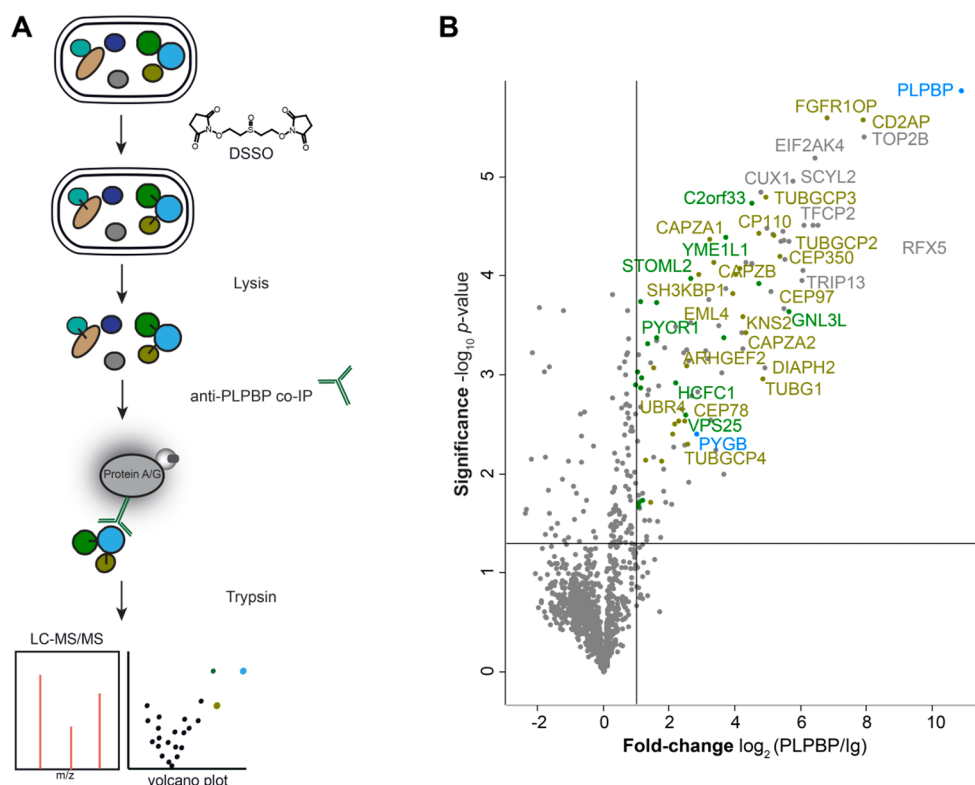 A
O
O
O
O
S
O
N
O
O
N
O
O
DSSO
Lysis
anti-PLPBP co-IP
Protein A/G
Trypsin
LC-MS/MS
m/z
volcano plot
B
PLPBP
FGFR1OP
CD2AP
TOP2B
EIF2AK4
CUX1
SCYL2
C2orf33
TUBGCP3
TFCP2
CAPZA1
CP110
TUBGCP2
YME1L1
RFX5
CEP350
STOML2
CAPZB
TRIP13
SH3KBP1
CEP97
EML4
KNS2
GNL3L
PYCR1
CAPZA2
ARHGEF2
DIAPH2
TUBG1
HCFC1
UBR4
CEP78
VPS25
PYGB
TUBGCP4
Significance -log10 p-value
5
4
3
2
1
0
-2
0
2
4
6
8
10
Fold-change log2 (PLPBP/Ig)